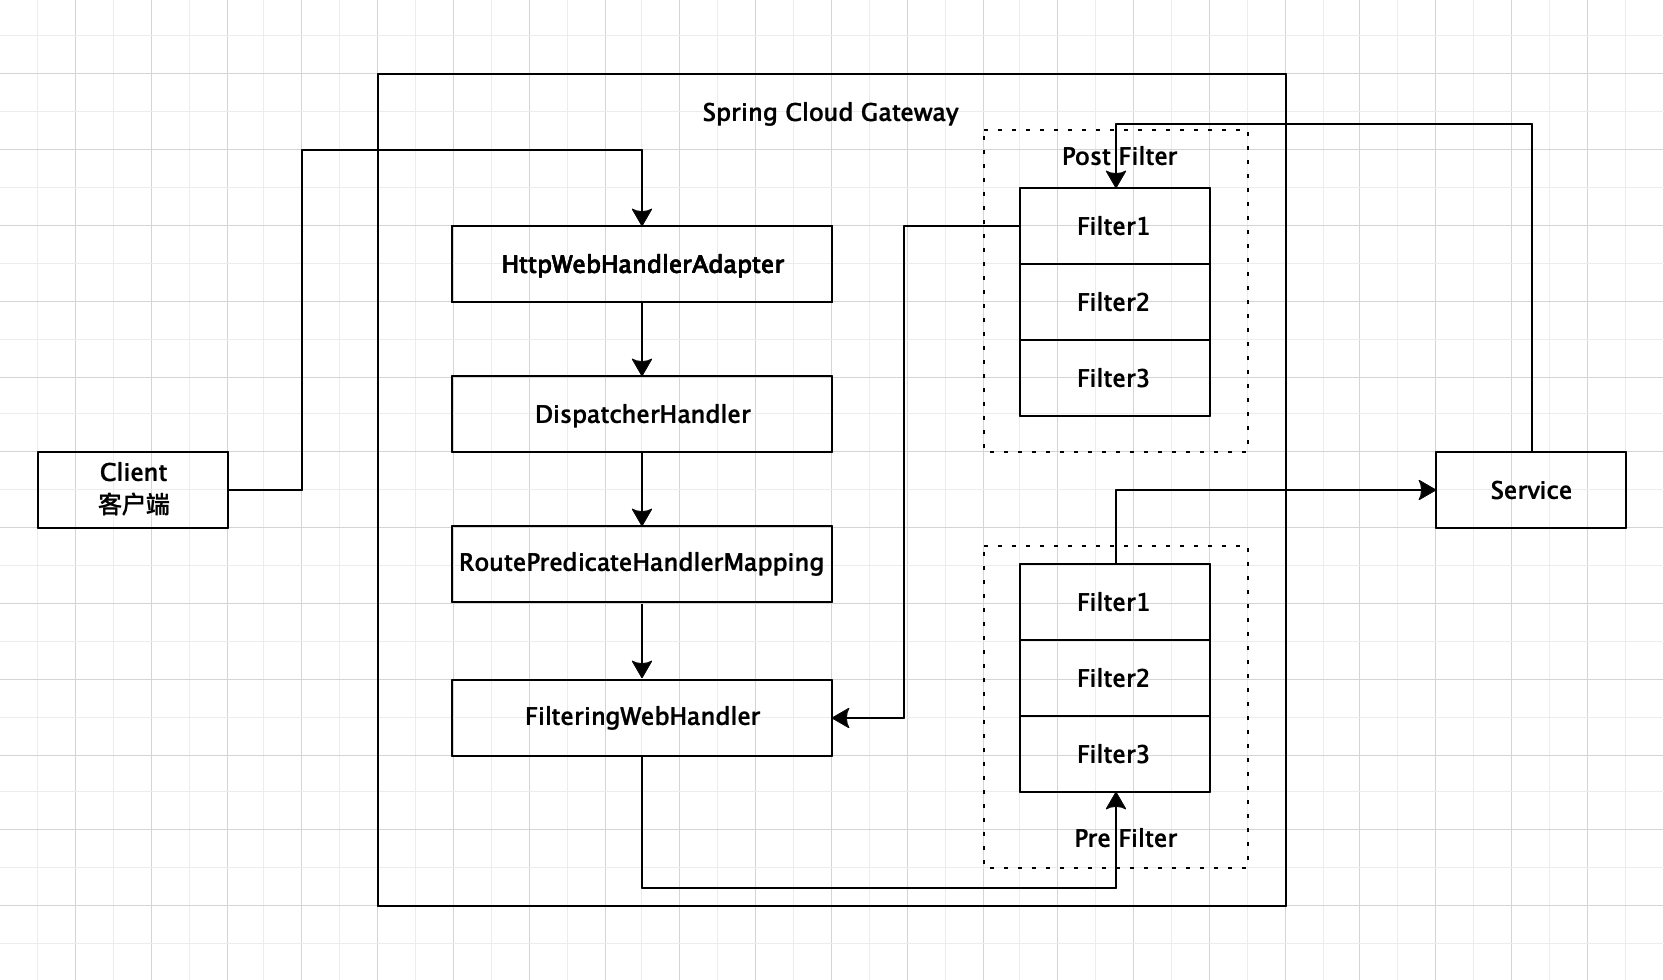 Spring Cloud Gateway
Client
客户端
HttpWebHandlerAdapter
DispatcherHandler
RoutePredicateHandlerMapping
FilteringWebHandler
Post Filter
Filter1
Filter2
Filter3
Filter1
Filter2
Filter3
Pre Filter
Service